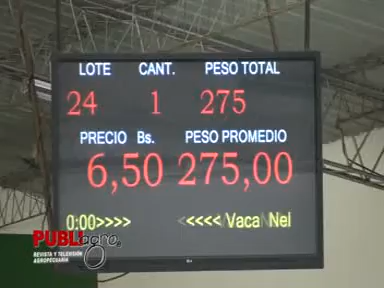 LOTE CANT. PESO TOTAL
24 1 275
PRECIO Bs. PESO PROMEDIO
6,50 275,00
0:00>>>> <<<<< Vaca Nel
PUBLIagro
REVISTA Y TELEVISIÓN
AGROPECUARIA